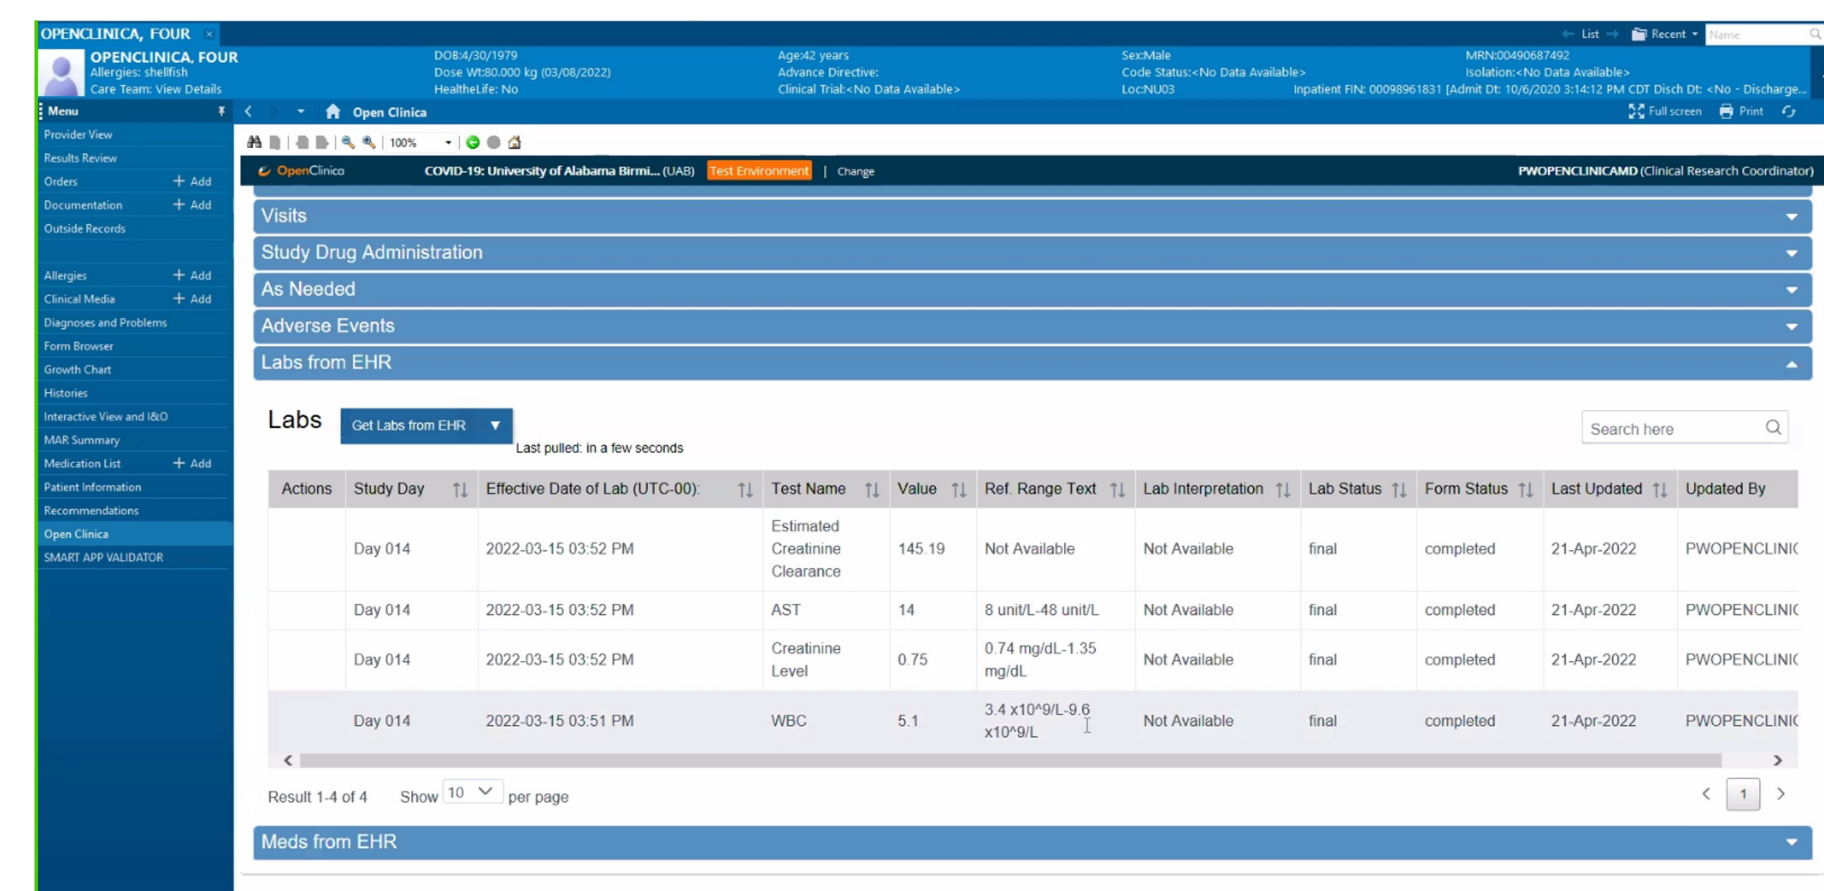 OPENCLINICA, FOUR ×
← List → Recent Name
OPENCLINICA, FOUR
Allergies: shellfish
Care Team: View Details
DOB:4/30/1979
Dose Wt:80.000 kg (03/08/2022)
HealtheLife: No
Age:42 years
Advance Directive:
Clinical Trial:<No Data Available>
Sex:Male
Code Status:<No Data Available>
Loc:NU03
MRN:00490687492
Isolation:<No Data Available>
Inpatient FIN: 00098961831 [Admit Dt: 10/6/2020 3:14:12 PM CDT Disch Dt: <No - Discharge...
Menu
Open Clinica
Full screen Print
Provider View
Results Review
Orders + Add
Documentation + Add
Outside Records
Allergies + Add
Clinical Media + Add
Diagnoses and Problems
Form Browser
Growth Chart
Histories
Interactive View and I&O
MAR Summary
Medication List + Add
Patient Information
Recommendations
Open Clinica
SMART APP VALIDATOR
100%
OpenClinica COVID-19: University of Alabama Birmi... (UAB) Test Environment | Change PWOPENCLINICAMD (Clinical Research Coordinator)
Visits
Study Drug Administration
As Needed
Adverse Events
Labs from EHR
Labs Get Labs from EHR
Last pulled: in a few seconds
Search here
Actions Study Day Effective Date of Lab (UTC-00): Test Name Value Ref. Range Text Lab Interpretation Lab Status Form Status Last Updated Updated By
Day 014 2022-03-15 03:52 PM Estimated Creatinine Clearance 145.19 Not Available Not Available final completed 21-Apr-2022 PWOPENCLINIC
Day 014 2022-03-15 03:52 PM AST 14 8 unit/L-48 unit/L Not Available final completed 21-Apr-2022 PWOPENCLINIC
Day 014 2022-03-15 03:52 PM Creatinine Level 0.75 0.74 mg/dL-1.35 mg/dL Not Available final completed 21-Apr-2022 PWOPENCLINIC
Day 014 2022-03-15 03:51 PM WBC 5.1 3.4 x10^9/L-9.6 x10^9/L Not Available final completed 21-Apr-2022 PWOPENCLINIC
Result 1-4 of 4 Show 10 per page
1
Meds from EHR